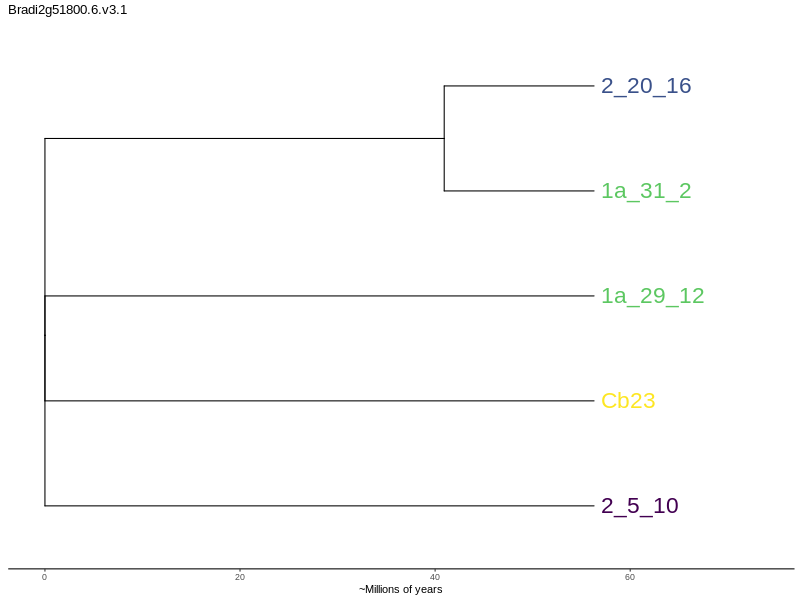 Bradi2g51800.6.v3.1
2_20_16
1a_31_2
1a_29_12
Cb23
2_5_10
0 20 40 60
~Millions of years